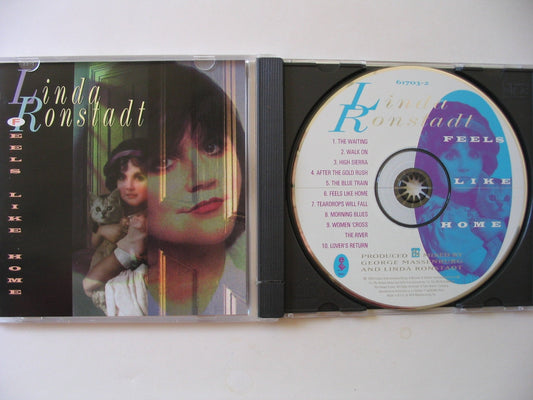 Linda
Ronstadt
FEELS LIKE HOME
61703-2
Linda
Ronstadt
FEELS
LIKE
HOME
1. THE WAITING
2. WALK ON
3. HIGH SIERRA
4. AFTER THE GOLD RUSH
5. THE BLUE TRAIN
6. FEELS LIKE HOME
7. TEARDROPS WILL FALL
8. MORNING BLUES
9. WOMEN 'CROSS
THE RIVER
10. LOVER'S RETURN
PRODUCED & MIXED BY
GEORGE MASSENBURG
AND LINDA RONSTADT